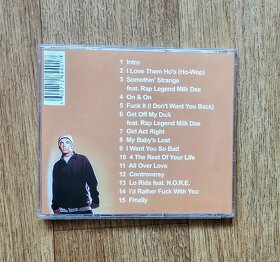 1 Intro
2 I Love Them Ho's (Ho-Wop)
3 Somethin' Strange
feat. Rap Legend Milk Dee
4 On & On
5 Fuck It (I Don't Want You Back)
6 Get Off My Dick
feat. Rap Legend Milk Dee
7 Girl Act Right
8 My Baby's Lost
9 I Want You So Bad
10 4 The Rest Of Your Life
11 All Over Love
12 Controversy
13 Lo Rida feat. N.O.R.E.
14 I'd Rather Fuck With You
15 Finally